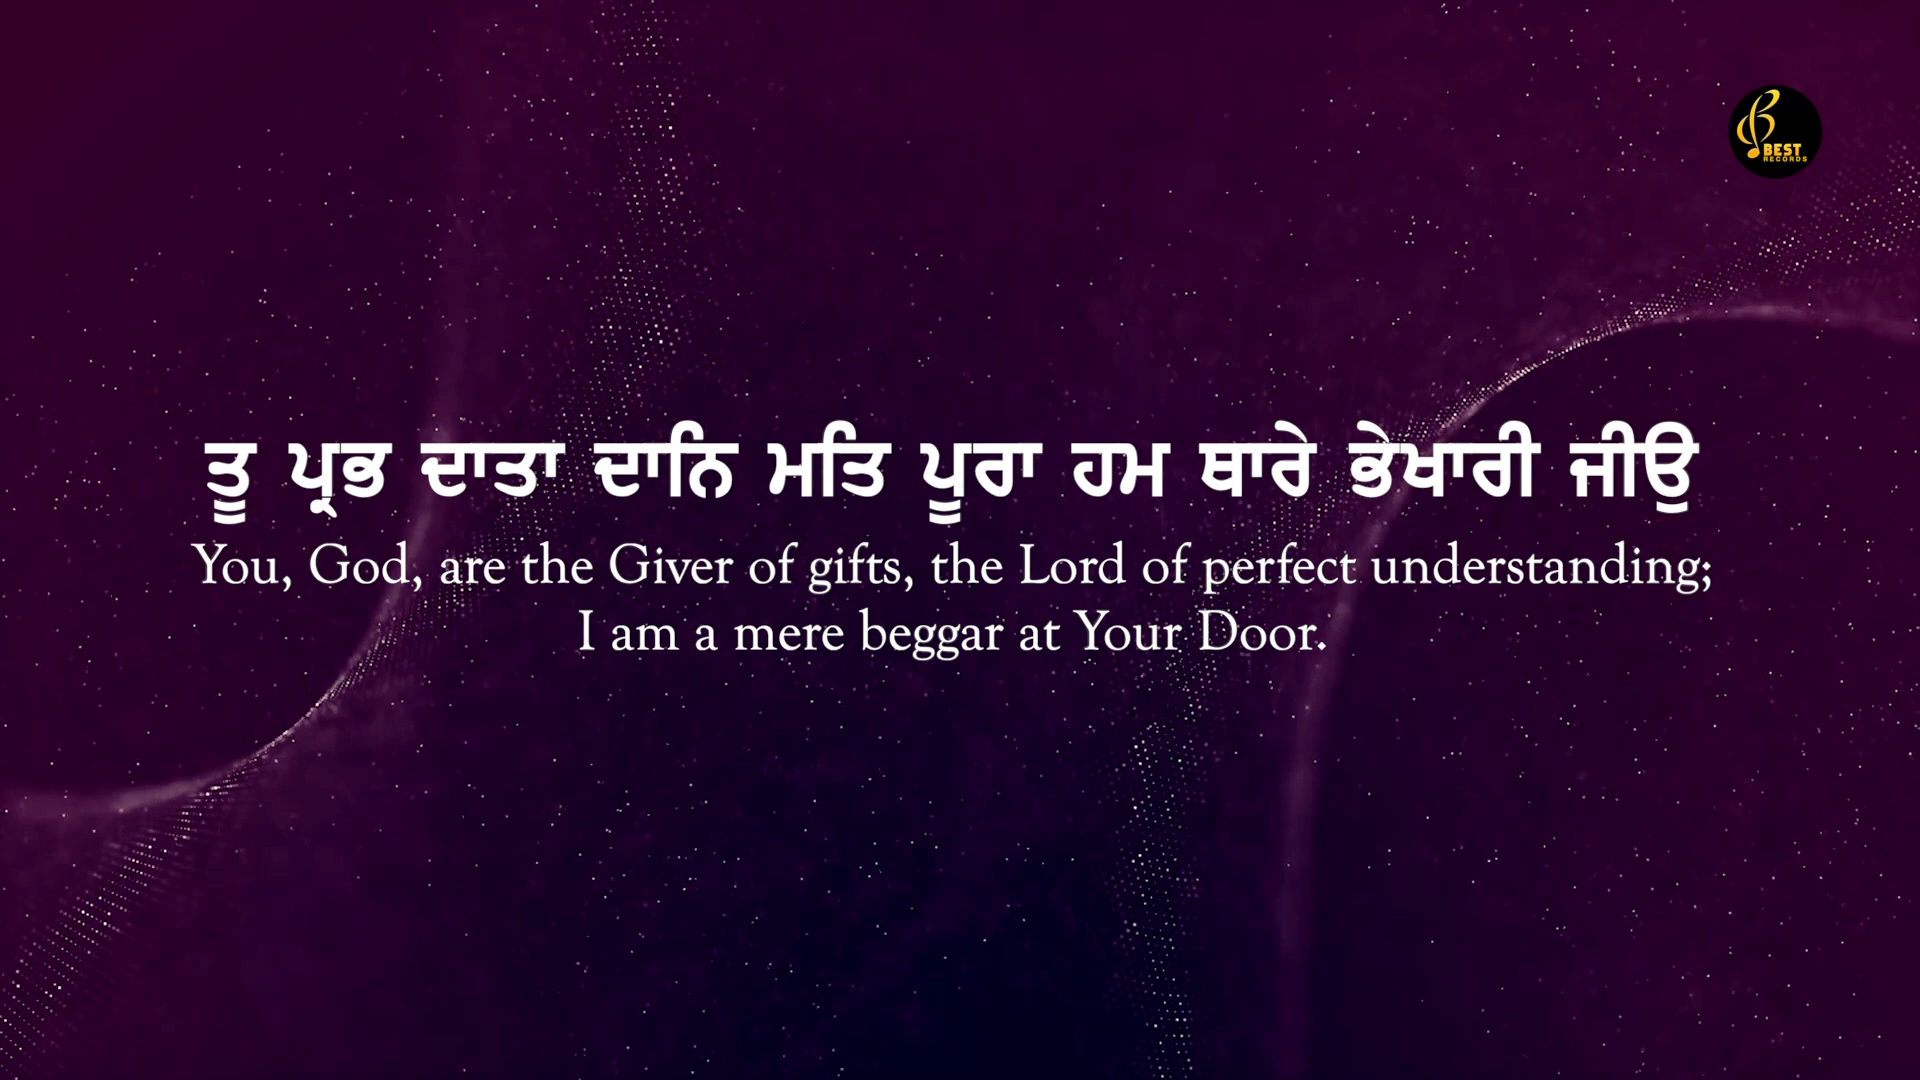 BEST
RECORDS
ਤੂ ਪ੍ਰਭ ਦਾਤਾ ਦਾਨਿ ਮਤਿ ਪੂਰਾ ਹਮ ਥਾਰੇ ਭੇਖਾਰੀ ਜੀਉ
You, God, are the Giver of gifts, the Lord of perfect understanding;
I am a mere beggar at Your Door.